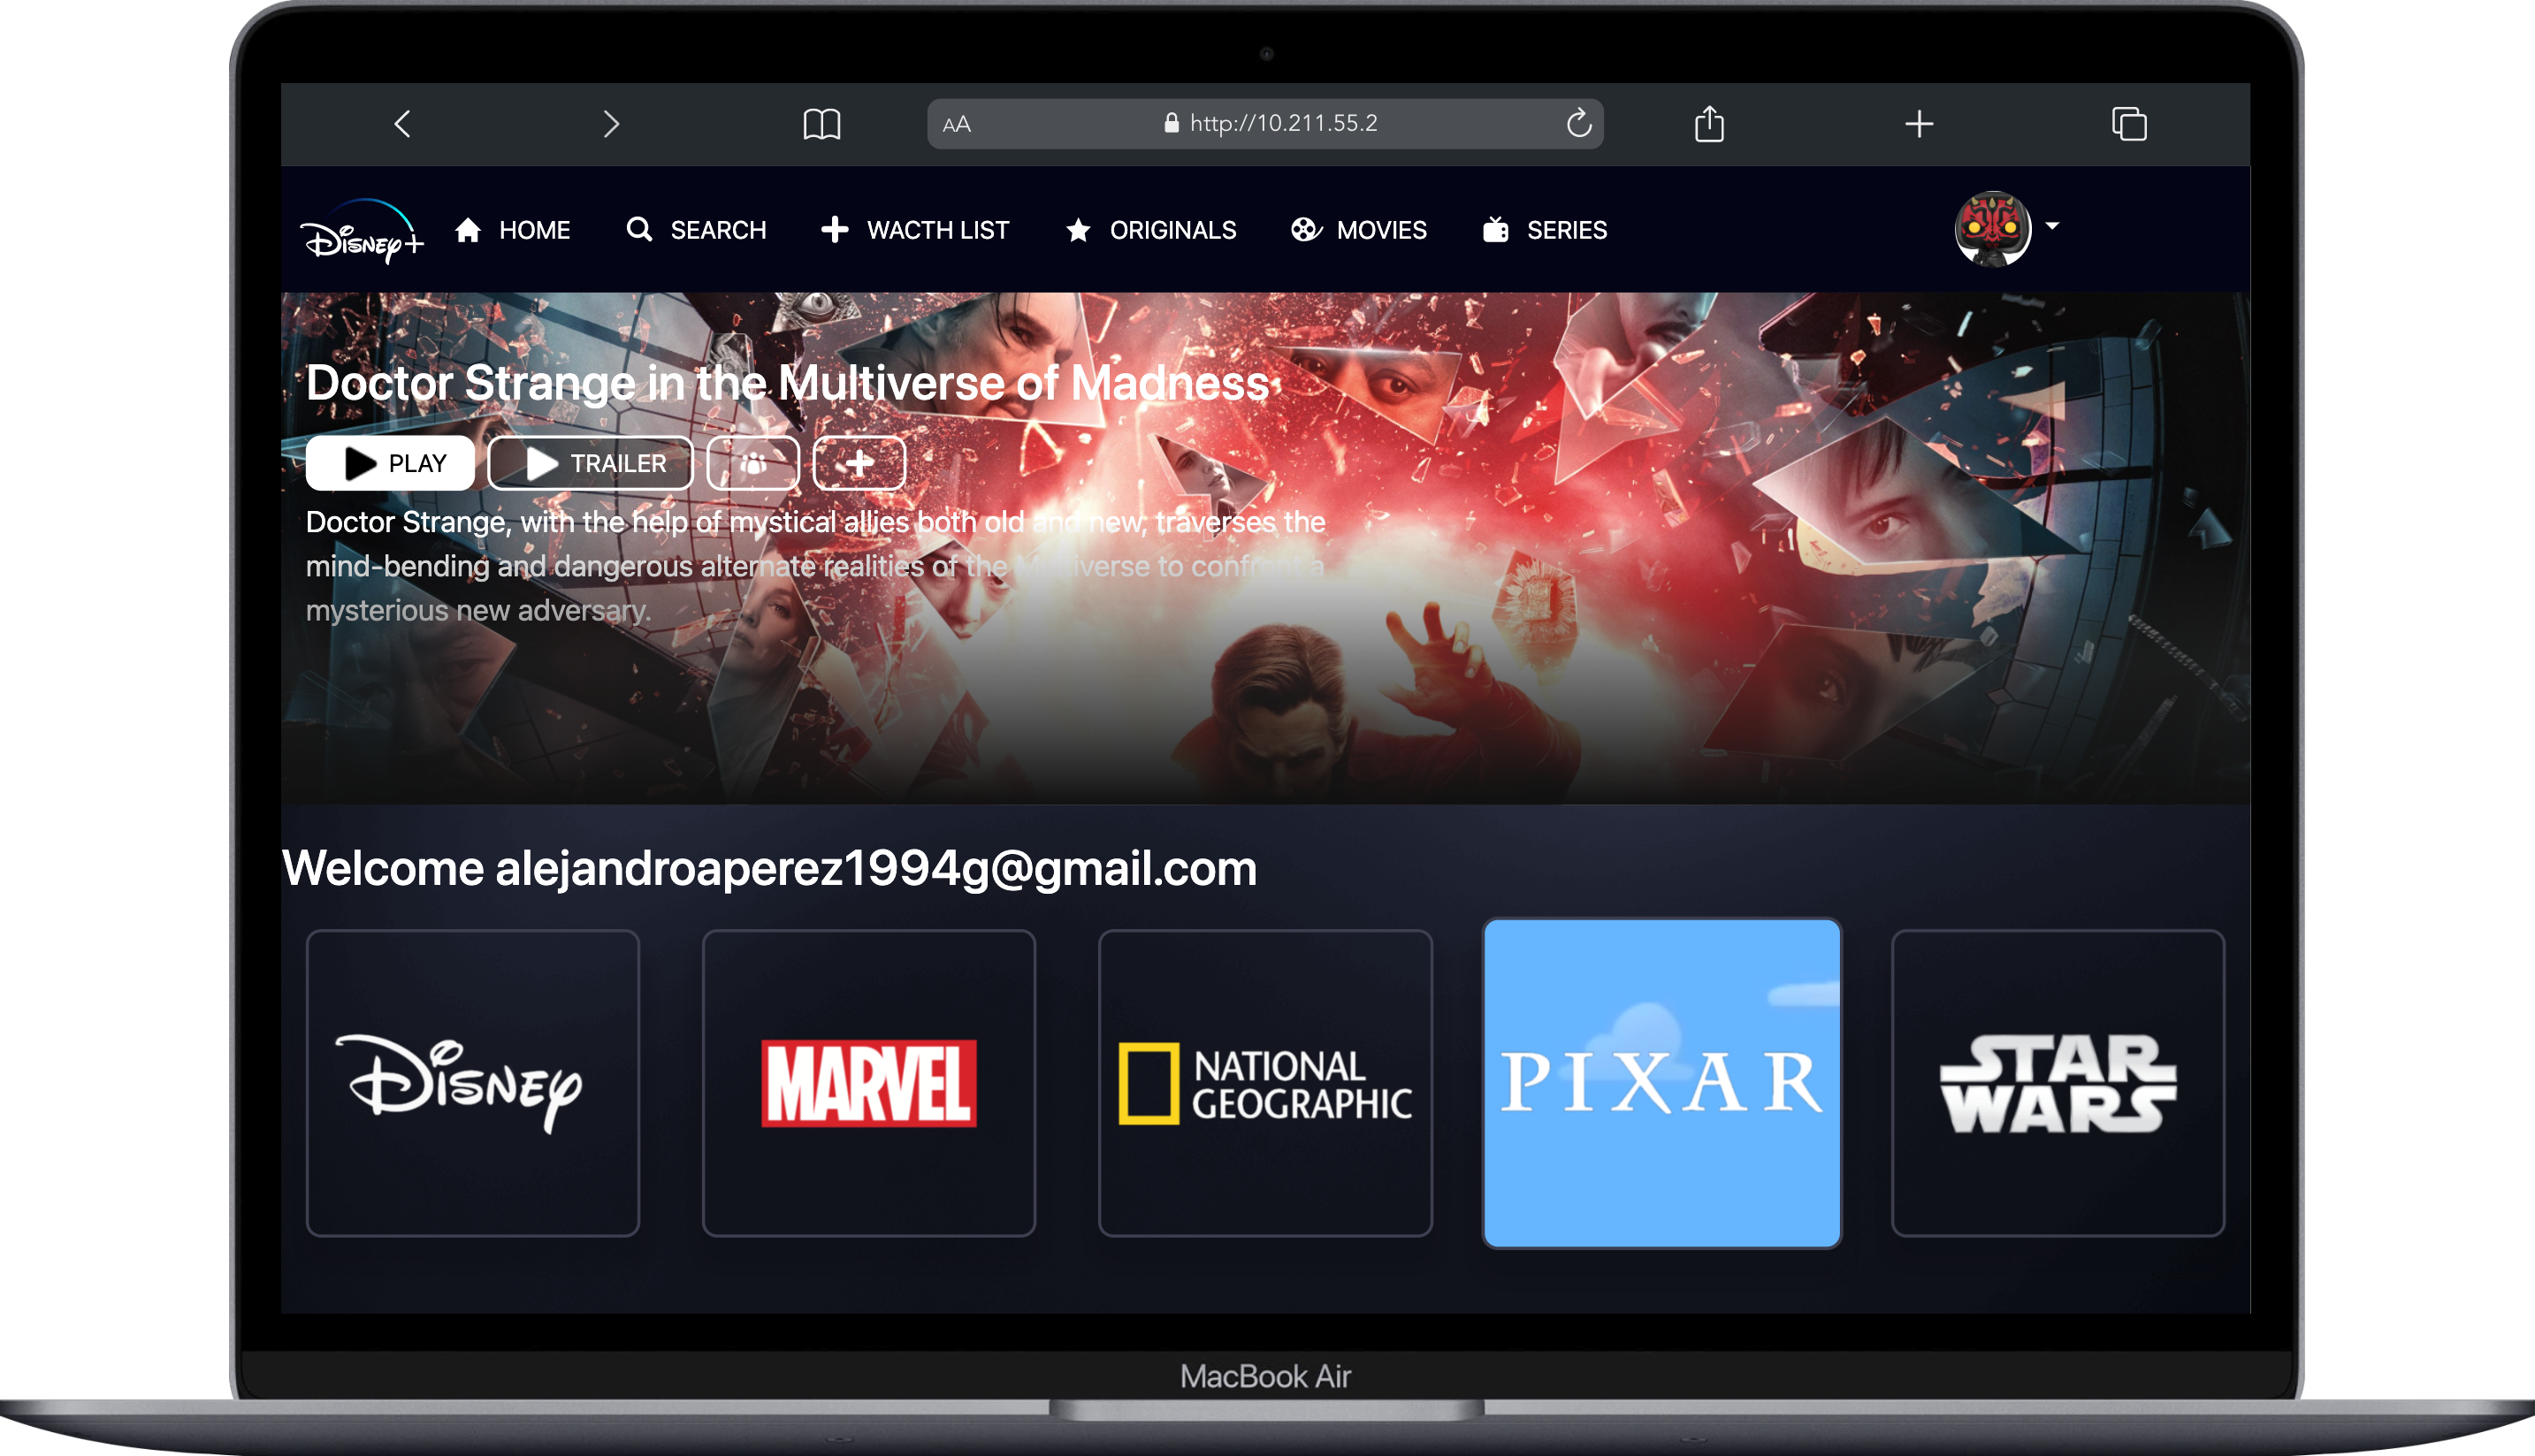 AA http://10.211.55.2
Disney+ HOME SEARCH WACTH LIST ORIGINALS MOVIES SERIES
Doctor Strange in the Multiverse of Madness
PLAY TRAILER
Doctor Strange, with the help of mystical allies both old and new, traverses the
mind-bending and dangerous alternate realities of the Multiverse to confront a
mysterious new adversary.
Welcome alejandroaperez1994g@gmail.com
Disney
MARVEL
NATIONAL
GEOGRAPHIC
PIXAR
STAR
WARS
MacBook Air